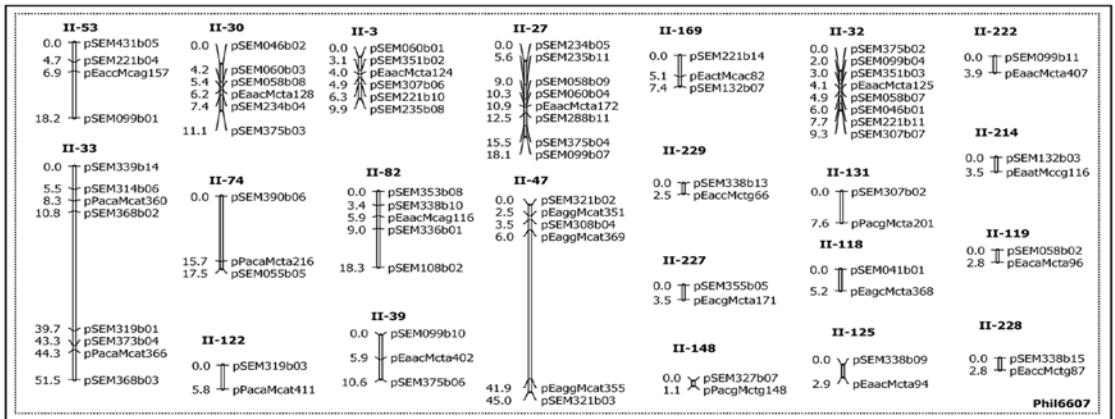 II-53
0.0 pSEM431b05
4.7 pSEM221b04
6.9 pEaccMcag157
18.2 pSEM099b01
II-30
0.0 pSEM046b02
4.2 pSEM060b03
5.4 pSEM058b08
6.2 pEaacMcta128
7.4 pSEM234b04
11.1 pSEM375b03
II-3
0.0 pSEM060b01
3.1 pSEM351b02
4.0 pEaacMcta124
4.9 pSEM307b06
6.3 pSEM221b10
9.9 pSEM235b08
II-27
0.0 pSEM234b05
5.6 pSEM235b11
9.0 pSEM058b09
10.3 pSEM060b04
10.9 pEaacMcta172
12.5 pSEM288b11
15.5 pSEM375b04
18.1 pSEM099b07
II-169
0.0 pSEM221b14
5.1 pEactMcac82
7.4 pSEM132b07
II-32
0.0 pSEM375b02
2.0 pSEM099b04
3.0 pSEM351b03
4.1 pEaacMcta125
4.9 pSEM058b07
6.0 pSEM046b01
7.7 pSEM221b11
9.3 pSEM307b07
II-222
0.0 pSEM099b11
3.9 pEaacMcta407
II-33
0.0 pSEM339b14
5.5 pSEM314b06
8.3 pPacaMcat360
10.8 pSEM368b02
39.7 pSEM319b01
43.3 pSEM373b04
44.3 pPacaMcat366
51.5 pSEM368b03
II-74
0.0 pSEM390b06
15.7 pPacaMcta216
17.5 pSEM055b05
II-82
0.0 pSEM353b08
3.4 pSEM338b10
5.9 pEaacMcag116
9.0 pSEM336b01
18.3 pSEM108b02
II-47
0.0 pSEM321b02
2.5 pEaggMcat351
3.5 pSEM308b04
6.0 pEaggMcat369
41.9 pEaggMcat355
45.0 pSEM321b03
II-229
0.0 pSEM338b13
2.5 pEaccMctg66
II-131
0.0 pSEM307b02
7.6 pPacgMcta201
II-214
0.0 pSEM132b03
3.5 pEaatMccg116
II-227
0.0 pSEM355b05
3.5 pEacgMcta171
II-118
0.0 pSEM041b01
5.2 pEagcMcta368
II-119
0.0 pSEM058b02
2.8 pEacaMcta96
II-122
0.0 pSEM319b03
5.8 pPacaMcat411
II-39
0.0 pSEM099b10
5.9 pEaacMcta402
10.6 pSEM375b06
II-148
0.0 pSEM327b07
1.1 pPacgMctg148
II-125
0.0 pSEM338b09
2.9 pEaacMcta94
II-228
0.0 pSEM338b15
2.8 pEaccMctg87
Phil6607